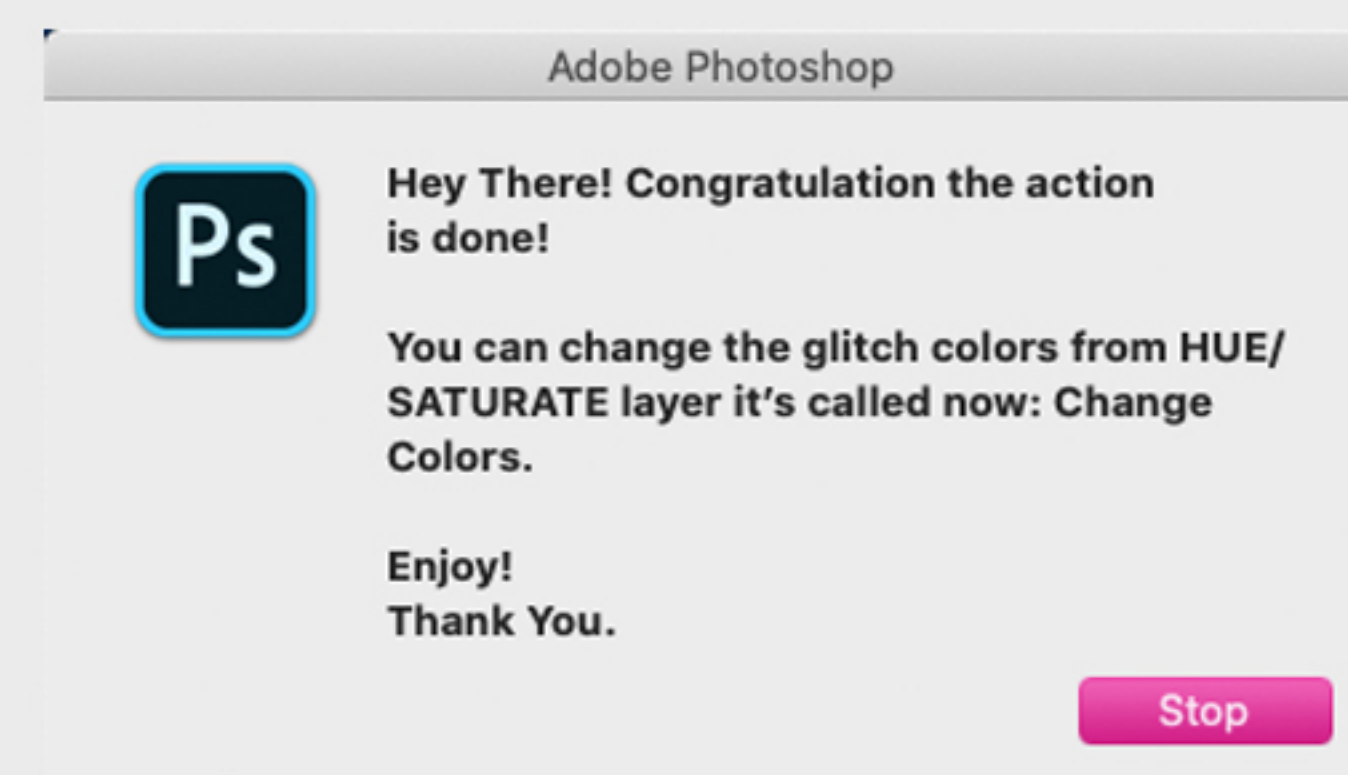 Adobe Photoshop
Ps
Hey There! Congratulation the action
is done!
You can change the glitch colors from HUE/
SATURATE layer it’s called now: Change
Colors.
Enjoy!
Thank You.
Stop